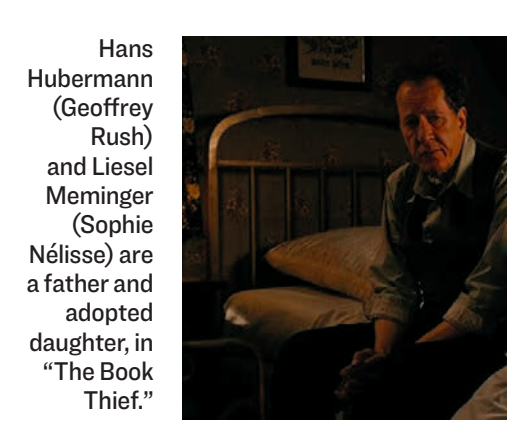 Hans
Hubermann
(Geoffrey
Rush)
and Liesel
Meminger
(Sophie
Nélisse) are
a father and
adopted
daughter, in
“The Book
Thief.”